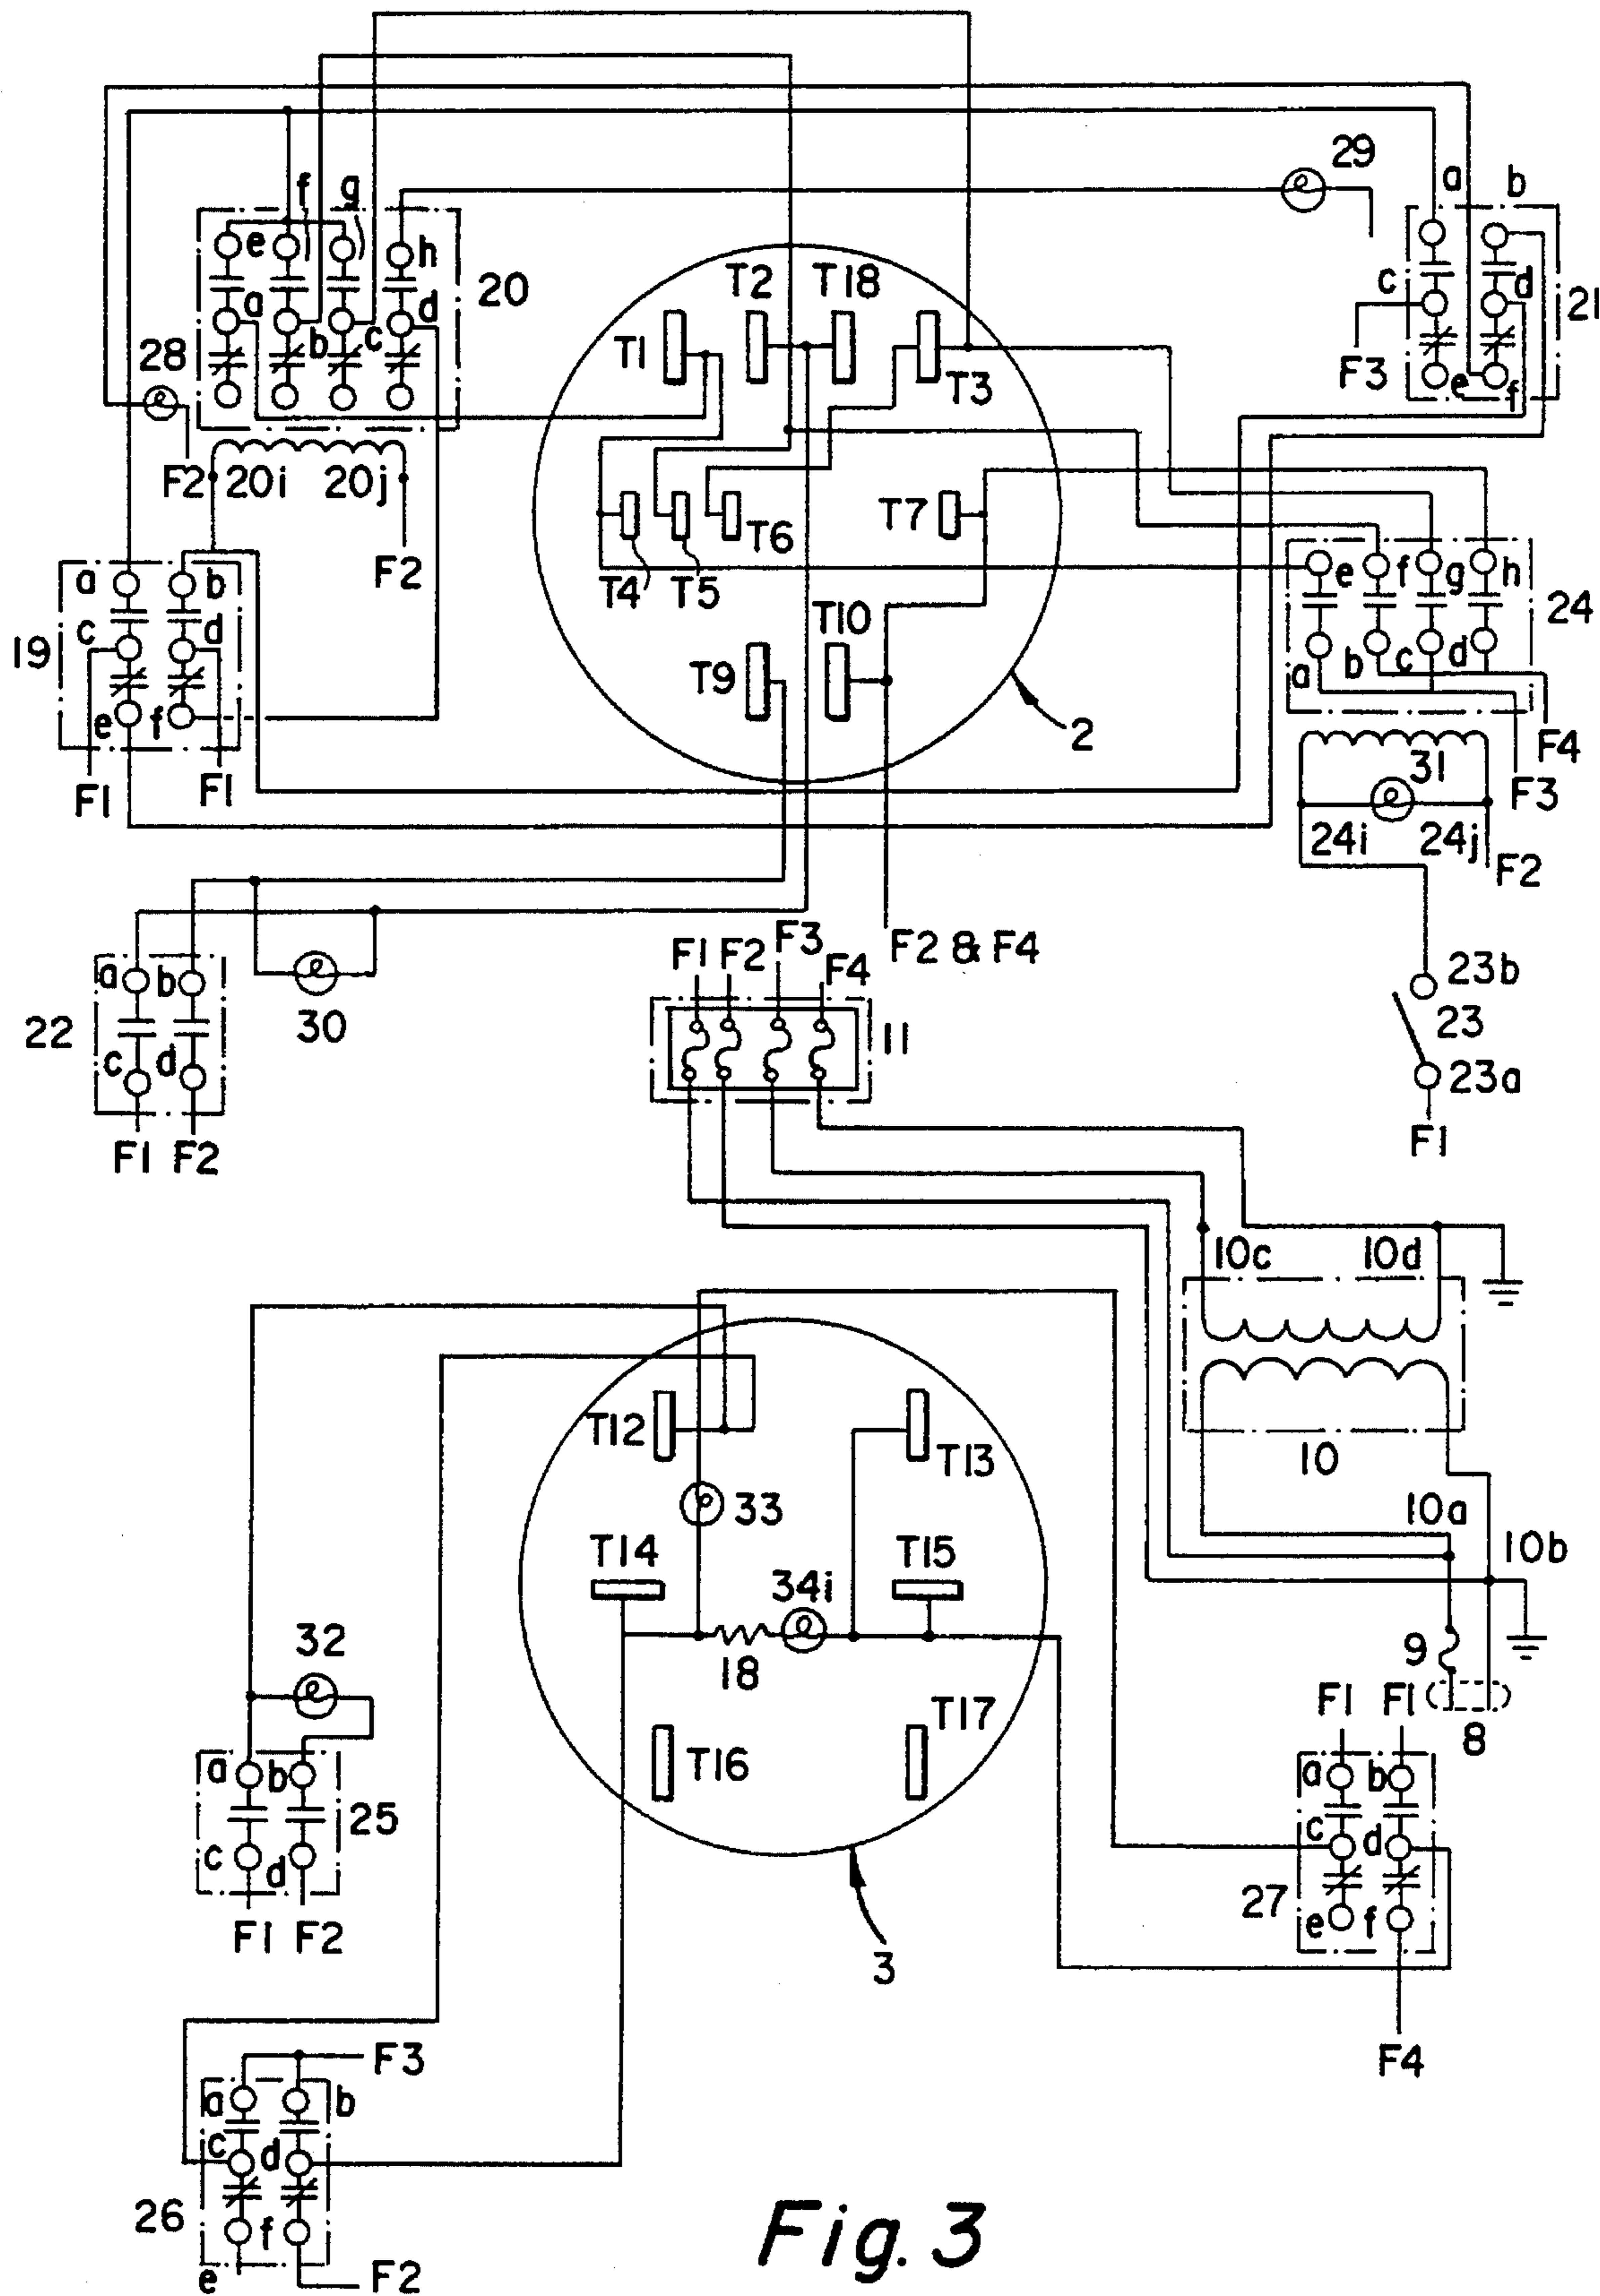 29
a b
f g
e h
20
a b c d
c d
21
F3
e f
T2 T18
T1
T3
28
F2 20i 20j
F2
T4 T5 T6
T7
e f g h
24
a b c d
T10
T9
a b
19
c d
e f
F1 F1
2
F4
31
F3
24i 24j
F2
F2 & F4
F1 F2 F3 F4
11
a b
22
30
c d
F1 F2
23b
23
23a
F1
10c 10d
10
10a
10b
T12
T13
33
T14
T15
34i
18
9
8
T16
T17
3
32
a b
25
c d
F1 F2
F1 F1
a b
c d
27
e f
F4
F3
a b
c d
26
f
e
F2
Fig. 3